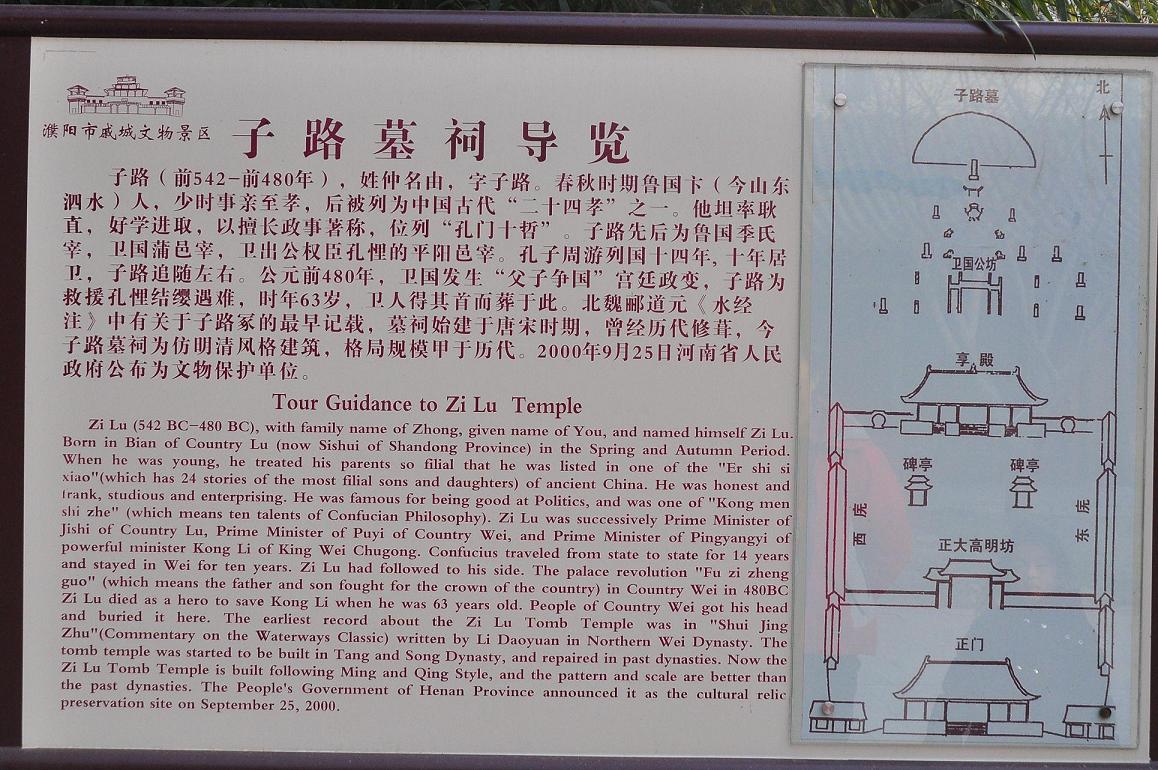 濮阳市戚城文物景区
子路墓祠导览
子路（前542-前480年），姓仲名由，字子路。春秋时期鲁国卞（今山东
泗水）人，少时事亲至孝，后被列为中国古代“二十四孝”之一。他坦率耿
直，好学进取，以擅长政事著称，位列“孔门十哲”。子路先后为鲁国季氏
宰，卫国蒲邑宰，卫出公权臣孔悝的平阳邑宰。孔子周游列国十四年, 十年居
卫，子路追随左右。公元前480年，卫国发生“父子争国”宫廷政变，子路为
救援孔悝结缨遇难，时年63岁，卫人得其首而葬于此。北魏郦道元《水经
注》中有关于子路冢的最早记载，墓祠始建于唐宋时期，曾经历代修葺，今
子路墓祠为仿明清风格建筑，格局规模甲于历代。2000年9月25日河南省人民
政府公布为文物保护单位。
Tour Guidance to Zi Lu Temple
Zi Lu (542 BC-480 BC), with family name of Zhong, given name of You, and named himself Zi Lu.
Born in Bian of Country Lu (now Sishui of Shandong Province) in the Spring and Autumn Period.
When he was young, he treated his parents so filial that he was listed in one of the "Er shi si
xiao"(which has 24 stories of the most filial sons and daughters) of ancient China. He was honest and
frank, studious and enterprising. He was famous for being good at Politics, and was one of "Kong men
shi zhe" (which means ten talents of Confucian Philosophy). Zi Lu was successively Prime Minister of
Jishi of Country Lu, Prime Minister of Puyi of Country Wei, and Prime Minister of Pingyangyi of
powerful minister Kong Li of King Wei Chugong. Confucius traveled from state to state for 14 years
and stayed in Wei for ten years. Zi Lu had followed to his side. The palace revolution "Fu zi zheng
guo" (which means the father and son fought for the crown of the country) in Country Wei in 480BC
Zi Lu died as a hero to save Kong Li when he was 63 years old. People of Country Wei got his head
and buried it here. The earliest record about the Zi Lu Tomb Temple was in "Shui Jing
Zhu"(Commentary on the Waterways Classic) written by Li Daoyuan in Northern Wei Dynasty. The
tomb temple was started to be built in Tang and Song Dynasty, and repaired in past dynasties. Now the
Zi Lu Tomb Temple is built following Ming and Qing Style, and the pattern and scale are better than
the past dynasties. The People's Government of Henan Province announced it as the cultural relic
preservation site on September 25, 2000.
北
子路墓
卫国公坊
享殿
碑亭
碑亭
西庑
东庑
正大高明坊
正门